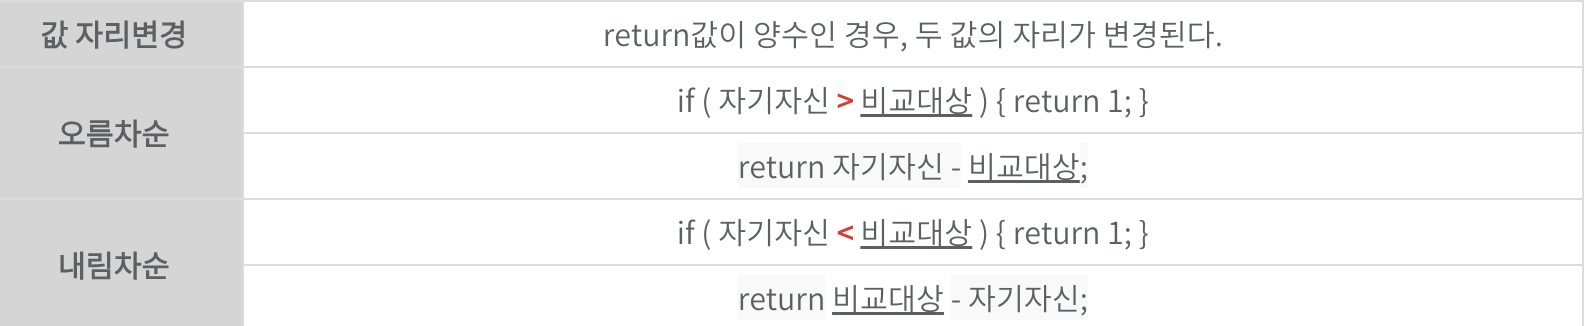 값 자리변경
return값이 양수인 경우, 두 값의 자리가 변경된다.
오름차순
if ( 자기자신 > 비교대상 ) { return 1; }
return 자기자신 - 비교대상;
내림차순
if ( 자기자신 < 비교대상 ) { return 1; }
return 비교대상 - 자기자신;